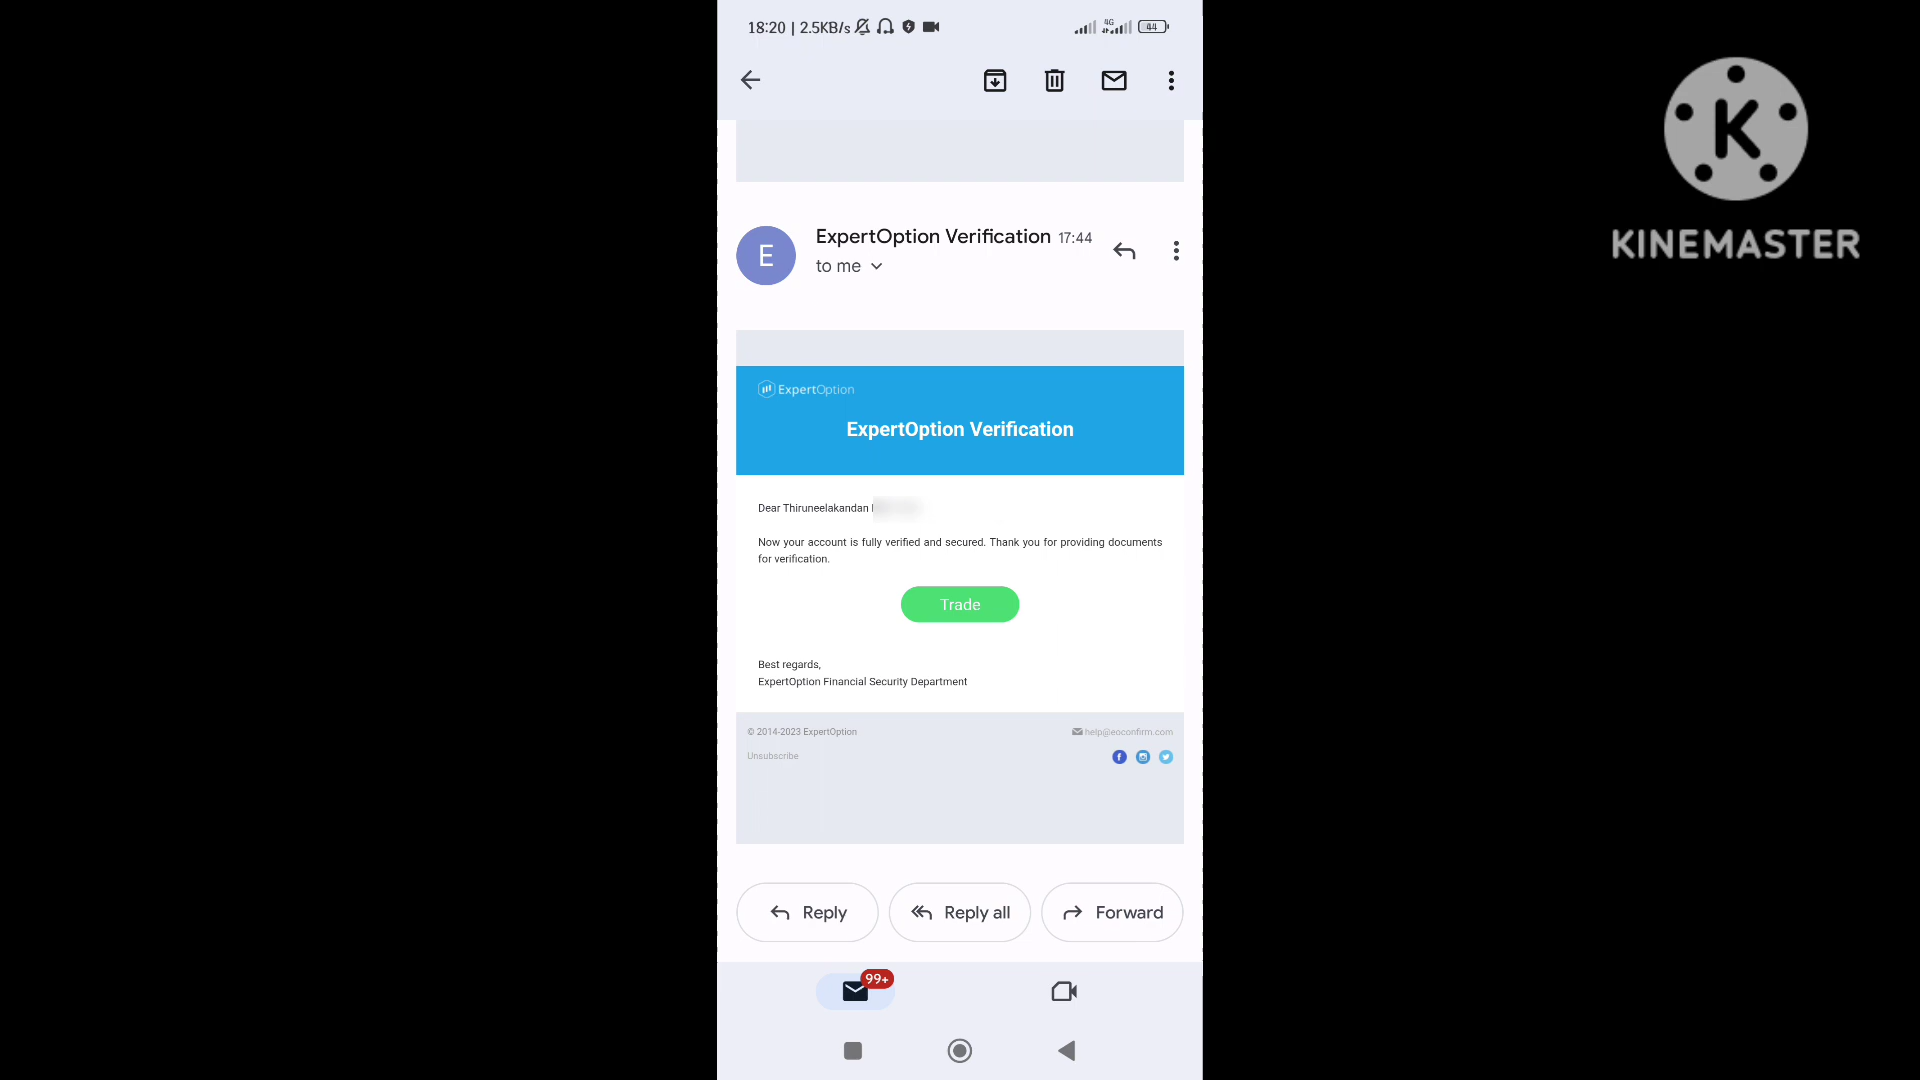 18:20 | 2.5KB/s 4G 44
K
KINEMASTER
ExpertOption Verification 17:44
E
to me
ExpertOption
ExpertOption Verification
Dear Thiruneelakandan
Now your account is fully verified and secured. Thank you for providing documents
for verification.
Trade
Best regards,
ExpertOption Financial Security Department
© 2014-2023 ExpertOption help@eoconfirm.com
Unsubscribe
Reply Reply all Forward
99+